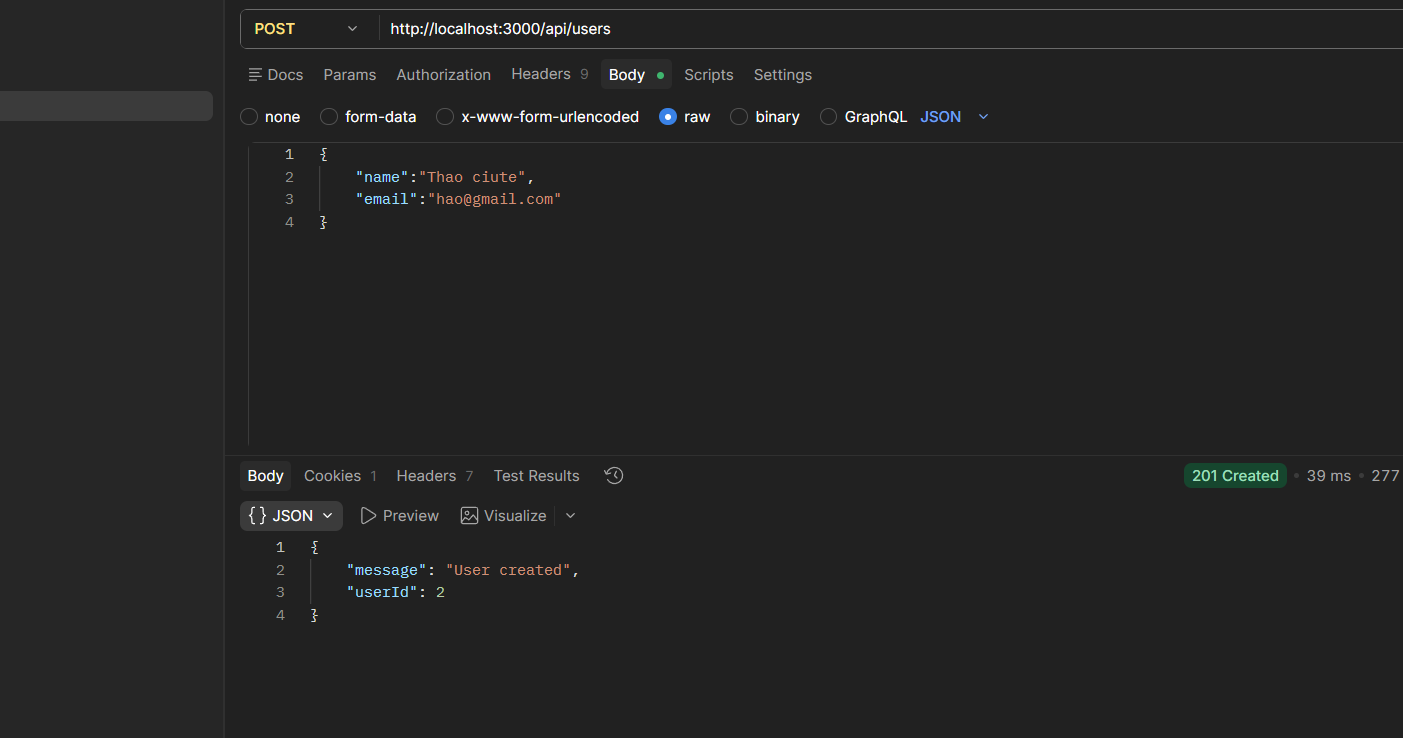 POST http://localhost:3000/api/users
Docs Params Authorization Headers 9 Body Scripts Settings
none form-data x-www-form-urlencoded raw binary GraphQL JSON
1 {
2 "name":"Thao ciute",
3 "email":"hao@gmail.com"
4 }
Body Cookies 1 Headers 7 Test Results 201 Created • 39 ms • 277
{} JSON Preview Visualize
1 {
2 "message": "User created",
3 "userId": 2
4 }